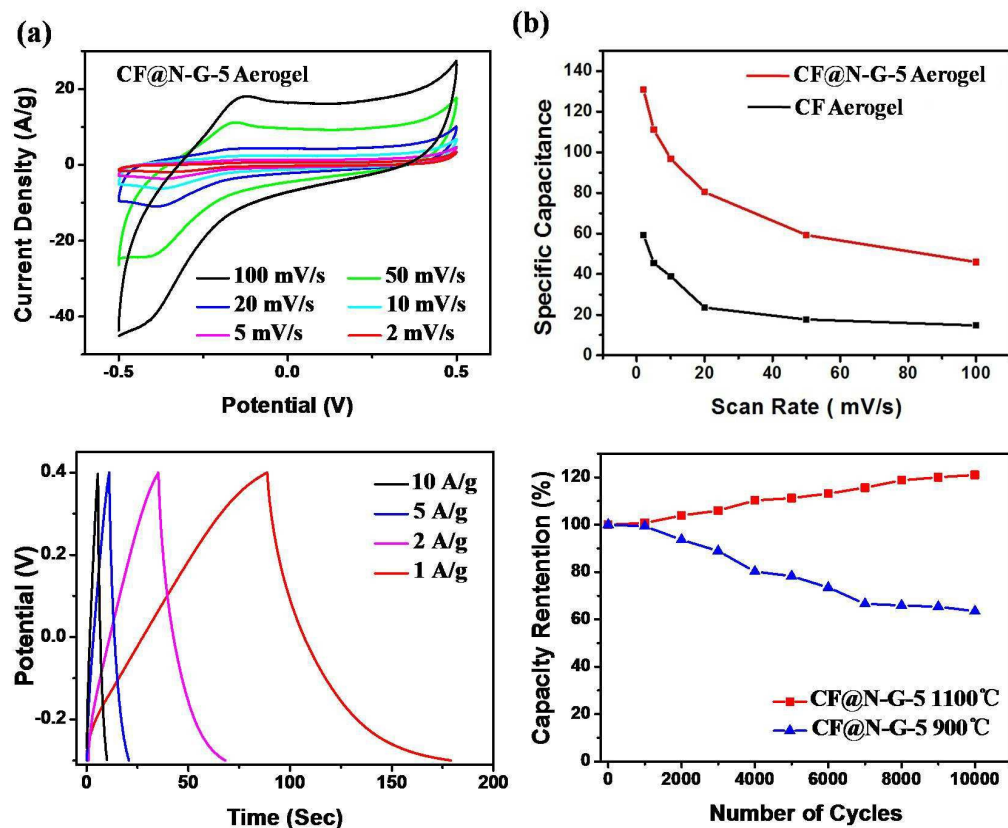 (a)
CF@N-G-5 Aerogel
Current Density (A/g)
20
0
-20
-40
100 mV/s 50 mV/s
20 mV/s 10 mV/s
5 mV/s 2 mV/s
-0.5 0.0 0.5
Potential (V)
(b)
Specific Capacitance
140
120
100
80
60
40
20
0
CF@N-G-5 Aerogel
CF Aerogel
0 20 40 60 80 100
Scan Rate ( mV/s)
Potential (V)
0.4
0.2
0.0
-0.2
10 A/g
5 A/g
2 A/g
1 A/g
0 50 100 150 200
Time (Sec)
Capacity Rentention (%)
120
100
80
60
40
20
0
CF@N-G-5 1100℃
CF@N-G-5 900℃
0 2000 4000 6000 8000 10000
Number of Cycles